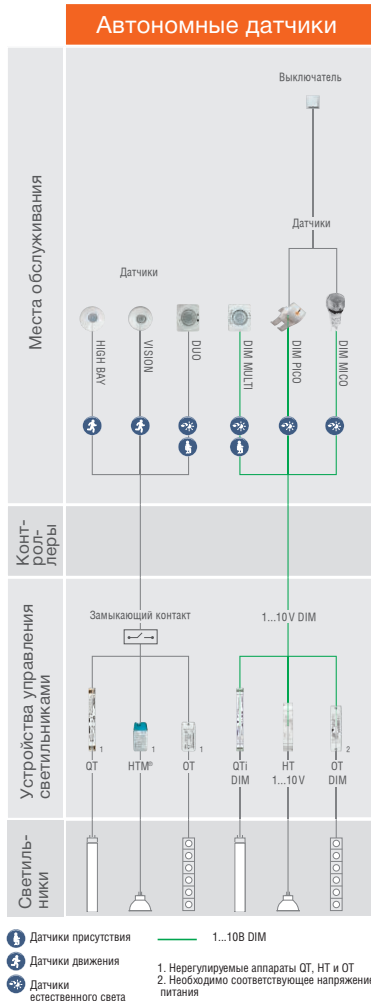 Автономные датчики
Места обслуживания
Выключатель
Датчики
Датчики
HIGH BAY
VISION
DUO
DIM MULTI
DIM PICO
DIM MICO
Конт-
рол-
леры
Устройства управления
светильниками
Замыкающий контакт
1...10 V DIM
1
1
1
2
QT
HTM®
OT
QTi
DIM
HT
1...10 V
OT
DIM
Светиль-
ники
Датчики присутствия
1...10В DIM
Датчики движения
Датчики
естественного света
1. Нерегулируемые аппараты QT, HT и OT
2. Необходимо соответствующее напряжение
питания